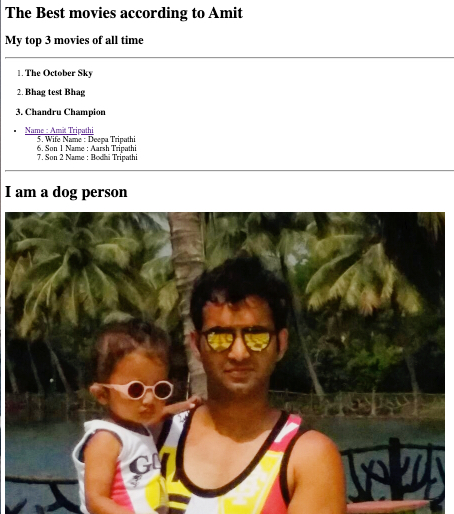 The Best movies according to Amit
My top 3 movies of all time
1. The October Sky
2. Bhag test Bhag
3. Chandru Champion
• Name : Amit Tripathi
5. Wife Name : Deepa Tripathi
6. Son 1 Name : Aarsh Tripathi
7. Son 2 Name : Bodhi Tripathi
I am a dog person